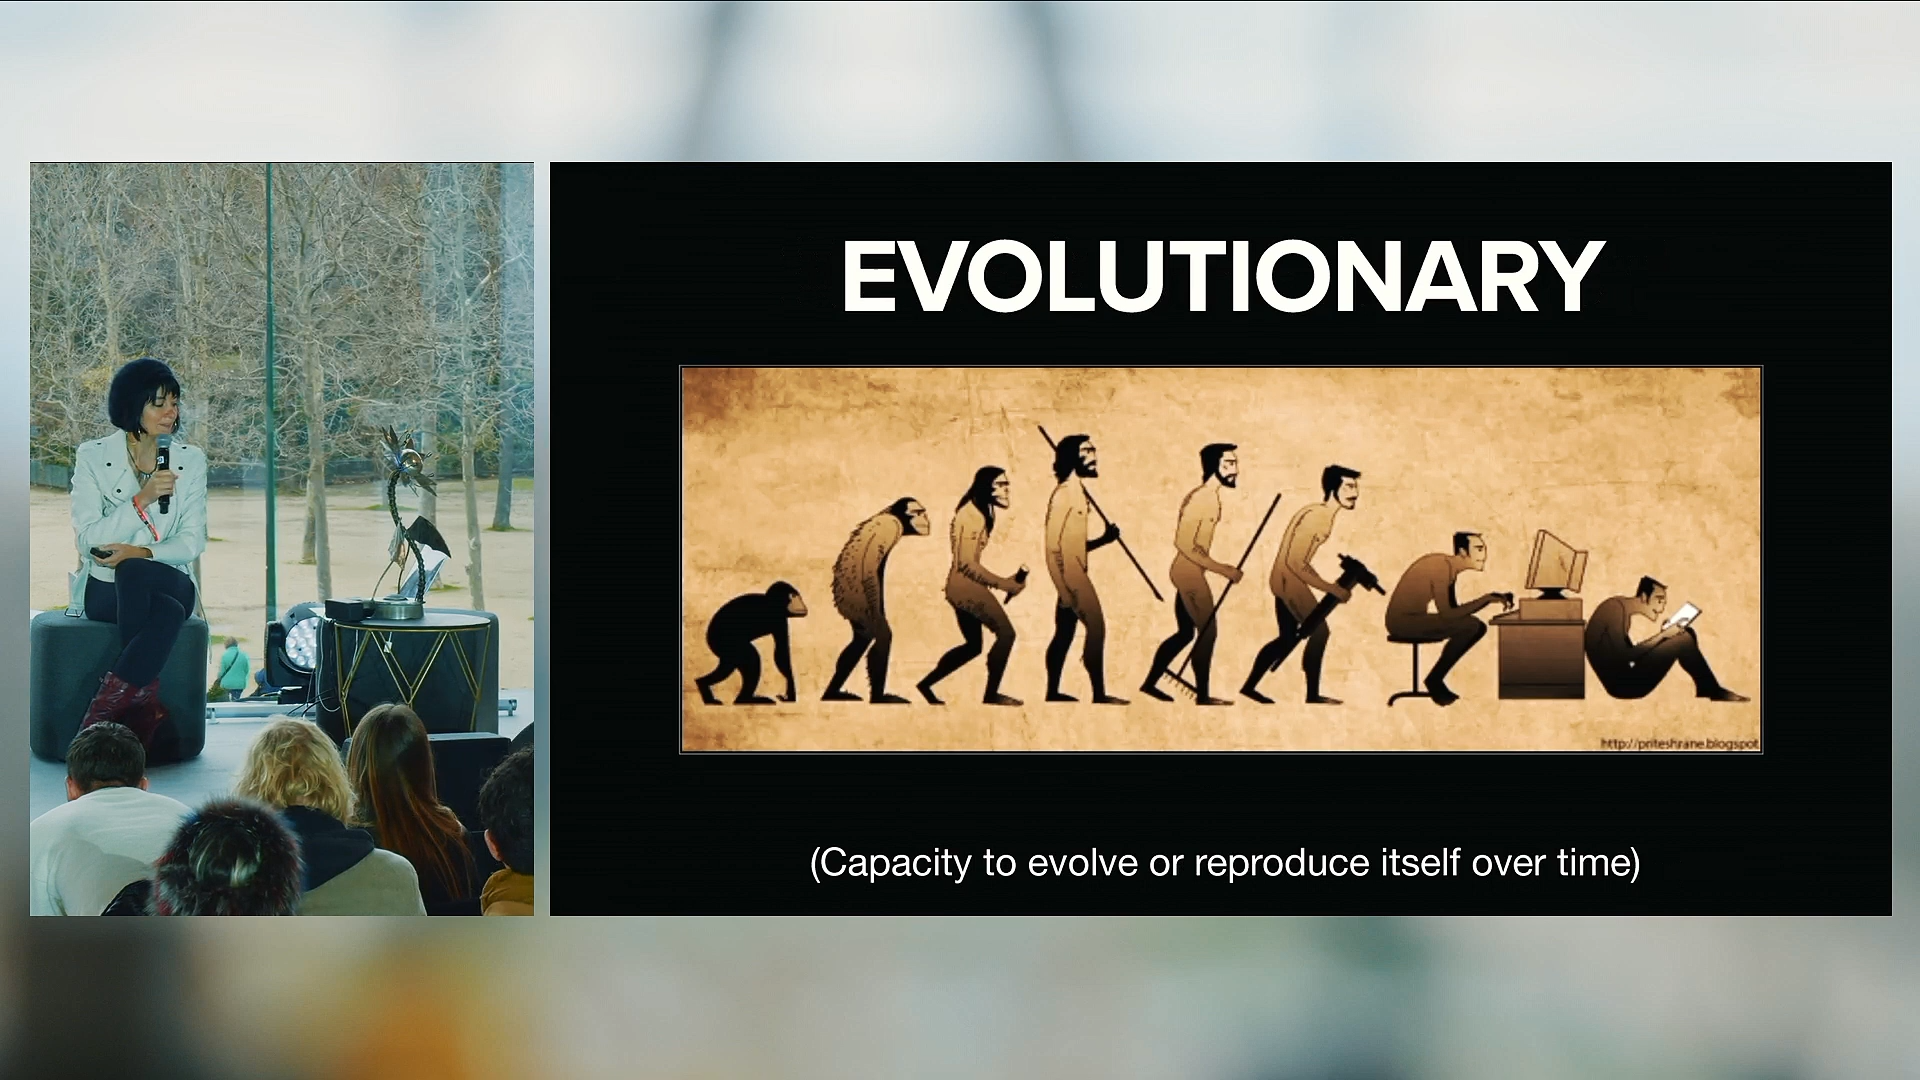 EVOLUTIONARY
http://priteshrane.blogspot
(Capacity to evolve or reproduce itself over time)